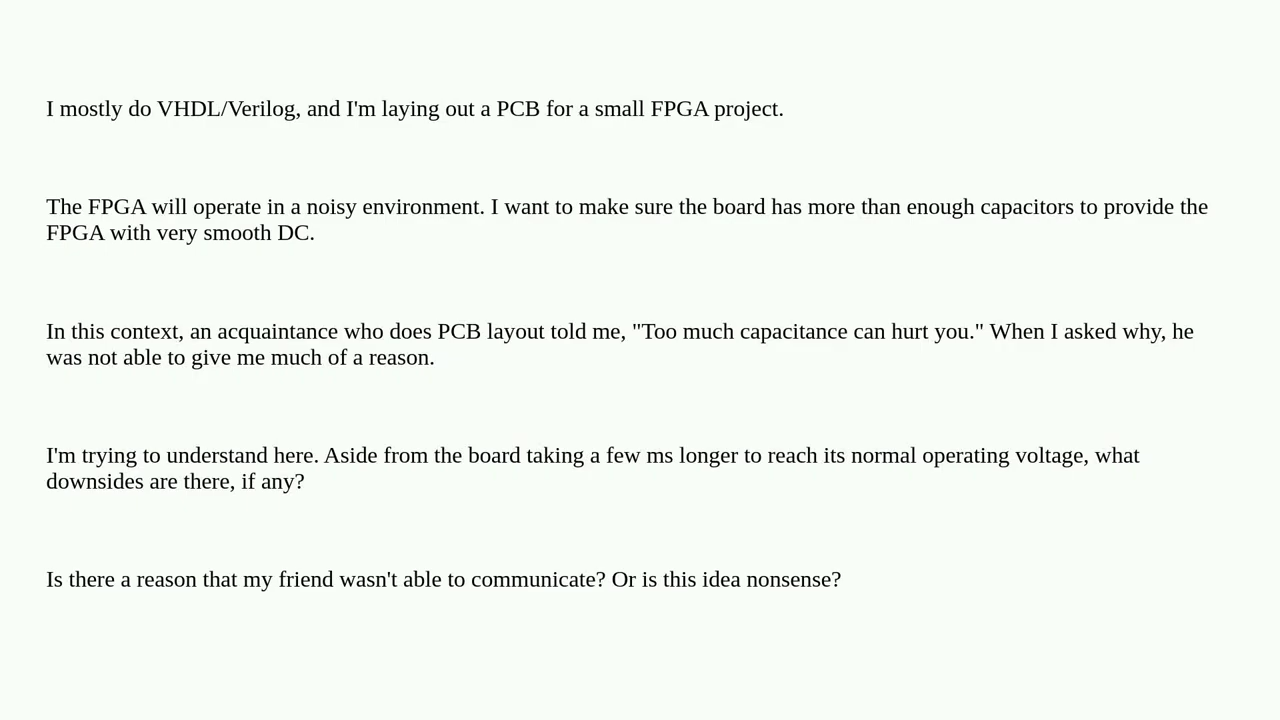 I mostly do VHDL/Verilog, and I'm laying out a PCB for a small FPGA project.
The FPGA will operate in a noisy environment. I want to make sure the board has more than enough capacitors to provide the
FPGA with very smooth DC.
In this context, an acquaintance who does PCB layout told me, "Too much capacitance can hurt you." When I asked why, he
was not able to give me much of a reason.
I'm trying to understand here. Aside from the board taking a few ms longer to reach its normal operating voltage, what
downsides are there, if any?
Is there a reason that my friend wasn't able to communicate? Or is this idea nonsense?